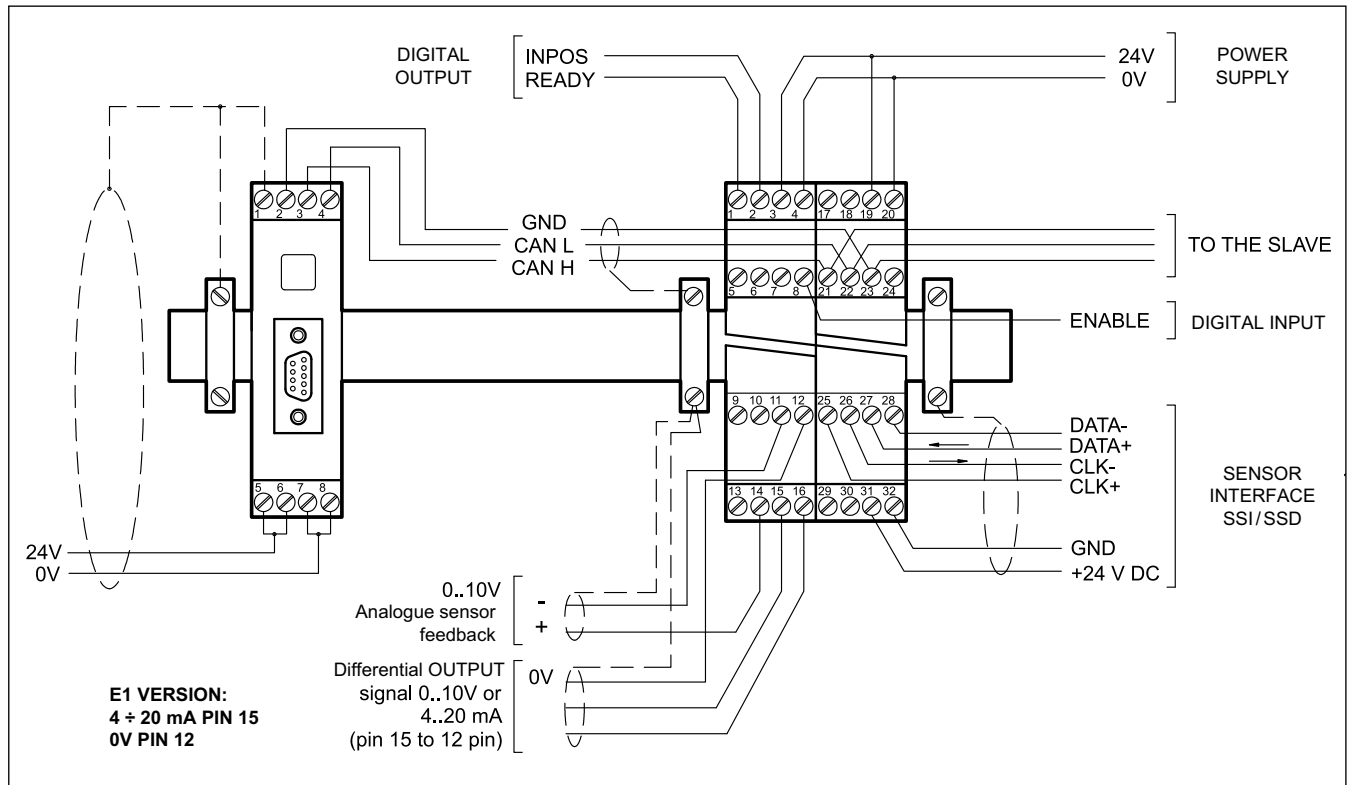 DIGITAL
OUTPUT
INPOS
READY
24V
0V
POWER
SUPPLY
1 2 3 4
1 2 3 4 17 18 19 20
GND
CAN L
CAN H
TO THE SLAVE
5 6 7 8 21 22 23 24
ENABLE
DIGITAL INPUT
9 10 11 12 25 26 27 28
DATA-
DATA+
CLK-
CLK+
SENSOR
INTERFACE
SSI/SSD
5 6 7 8
13 14 15 16 29 30 31 32
24V
0V
GND
+24 V DC
0..10V
Analogue sensor
feedback
-
+
Differential OUTPUT
signal 0..10V or
4..20 mA
(pin 15 to 12 pin)
0V
E1 VERSION:
4 ÷ 20 mA PIN 15
0V PIN 12